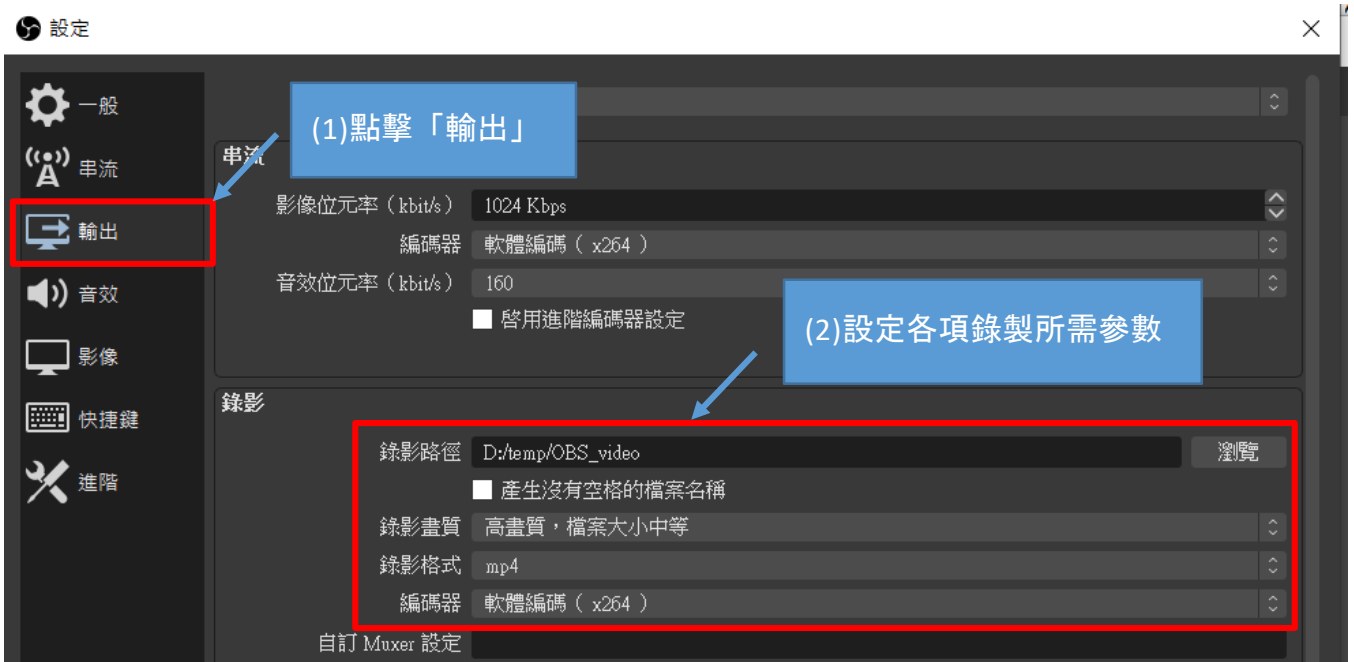 設定
一般
串流
輸出
音效
影像
快捷鍵
進階
(1)點擊「輸出」
串流
影像位元率（kbit/s） 1024 Kbps
編碼器 軟體編碼（ x264 ）
音效位元率（kbit/s） 160
啓用進階編碼器設定
(2)設定各項錄製所需參數
錄影
錄影路徑 D:/temp/OBS_video 瀏覽
產生沒有空格的檔案名稱
錄影畫質 高畫質，檔案大小中等
錄影格式 mp4
編碼器 軟體編碼（ x264 ）
自訂 Muxer 設定